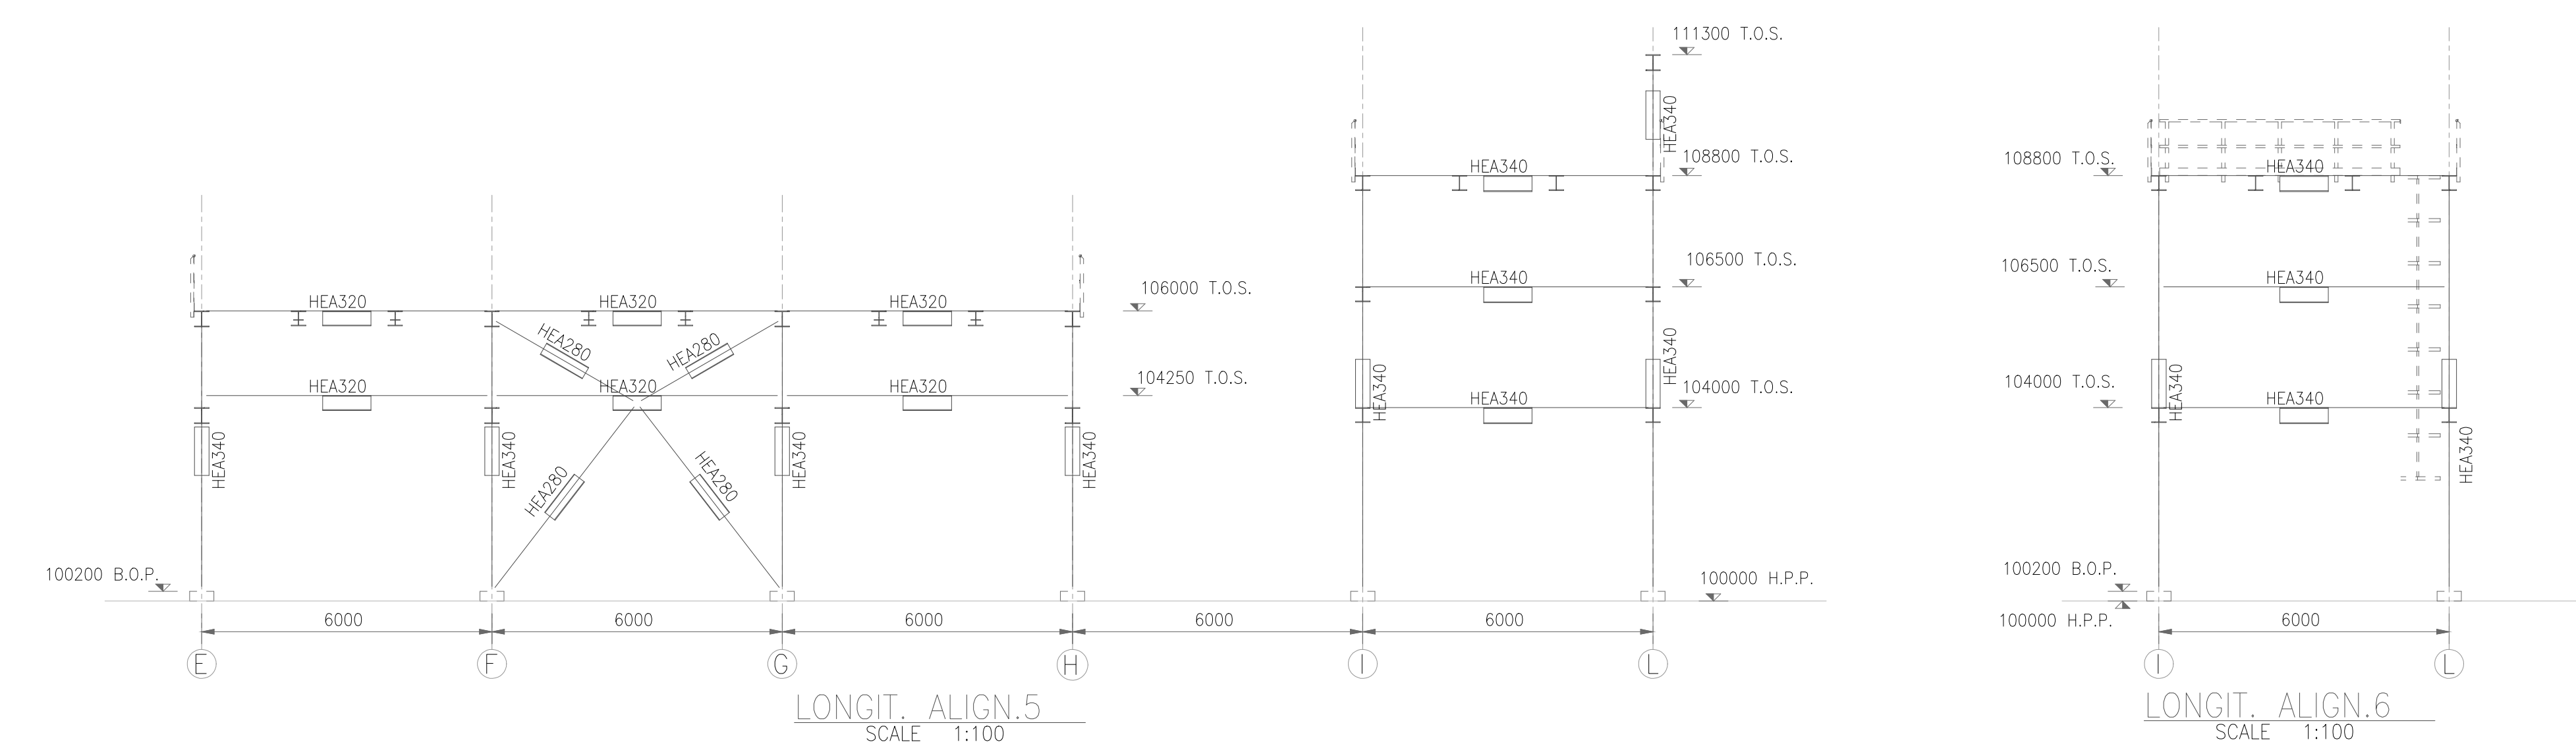 111300 T.O.S.
HEA340
108800 T.O.S.
HEA340
106500 T.O.S.
HEA340
HEA340
104000 T.O.S.
HEA340
HEA340
100000 H.P.P.
106000 T.O.S.
104250 T.O.S.
HEA320
HEA320
HEA320
HEA280
HEA280
HEA320
HEA320
HEA320
HEA340
HEA340
HEA340
HEA340
HEA280
HEA280
100200 B.O.P.
6000
6000
6000
6000
6000
E
F
G
H
I
L
LONGIT. ALIGN.5
SCALE 1:100
108800 T.O.S.
HEA340
106500 T.O.S.
HEA340
104000 T.O.S.
HEA340
HEA340
HEA340
100200 B.O.P.
100000 H.P.P.
6000
I
L
LONGIT. ALIGN.6
SCALE 1:100